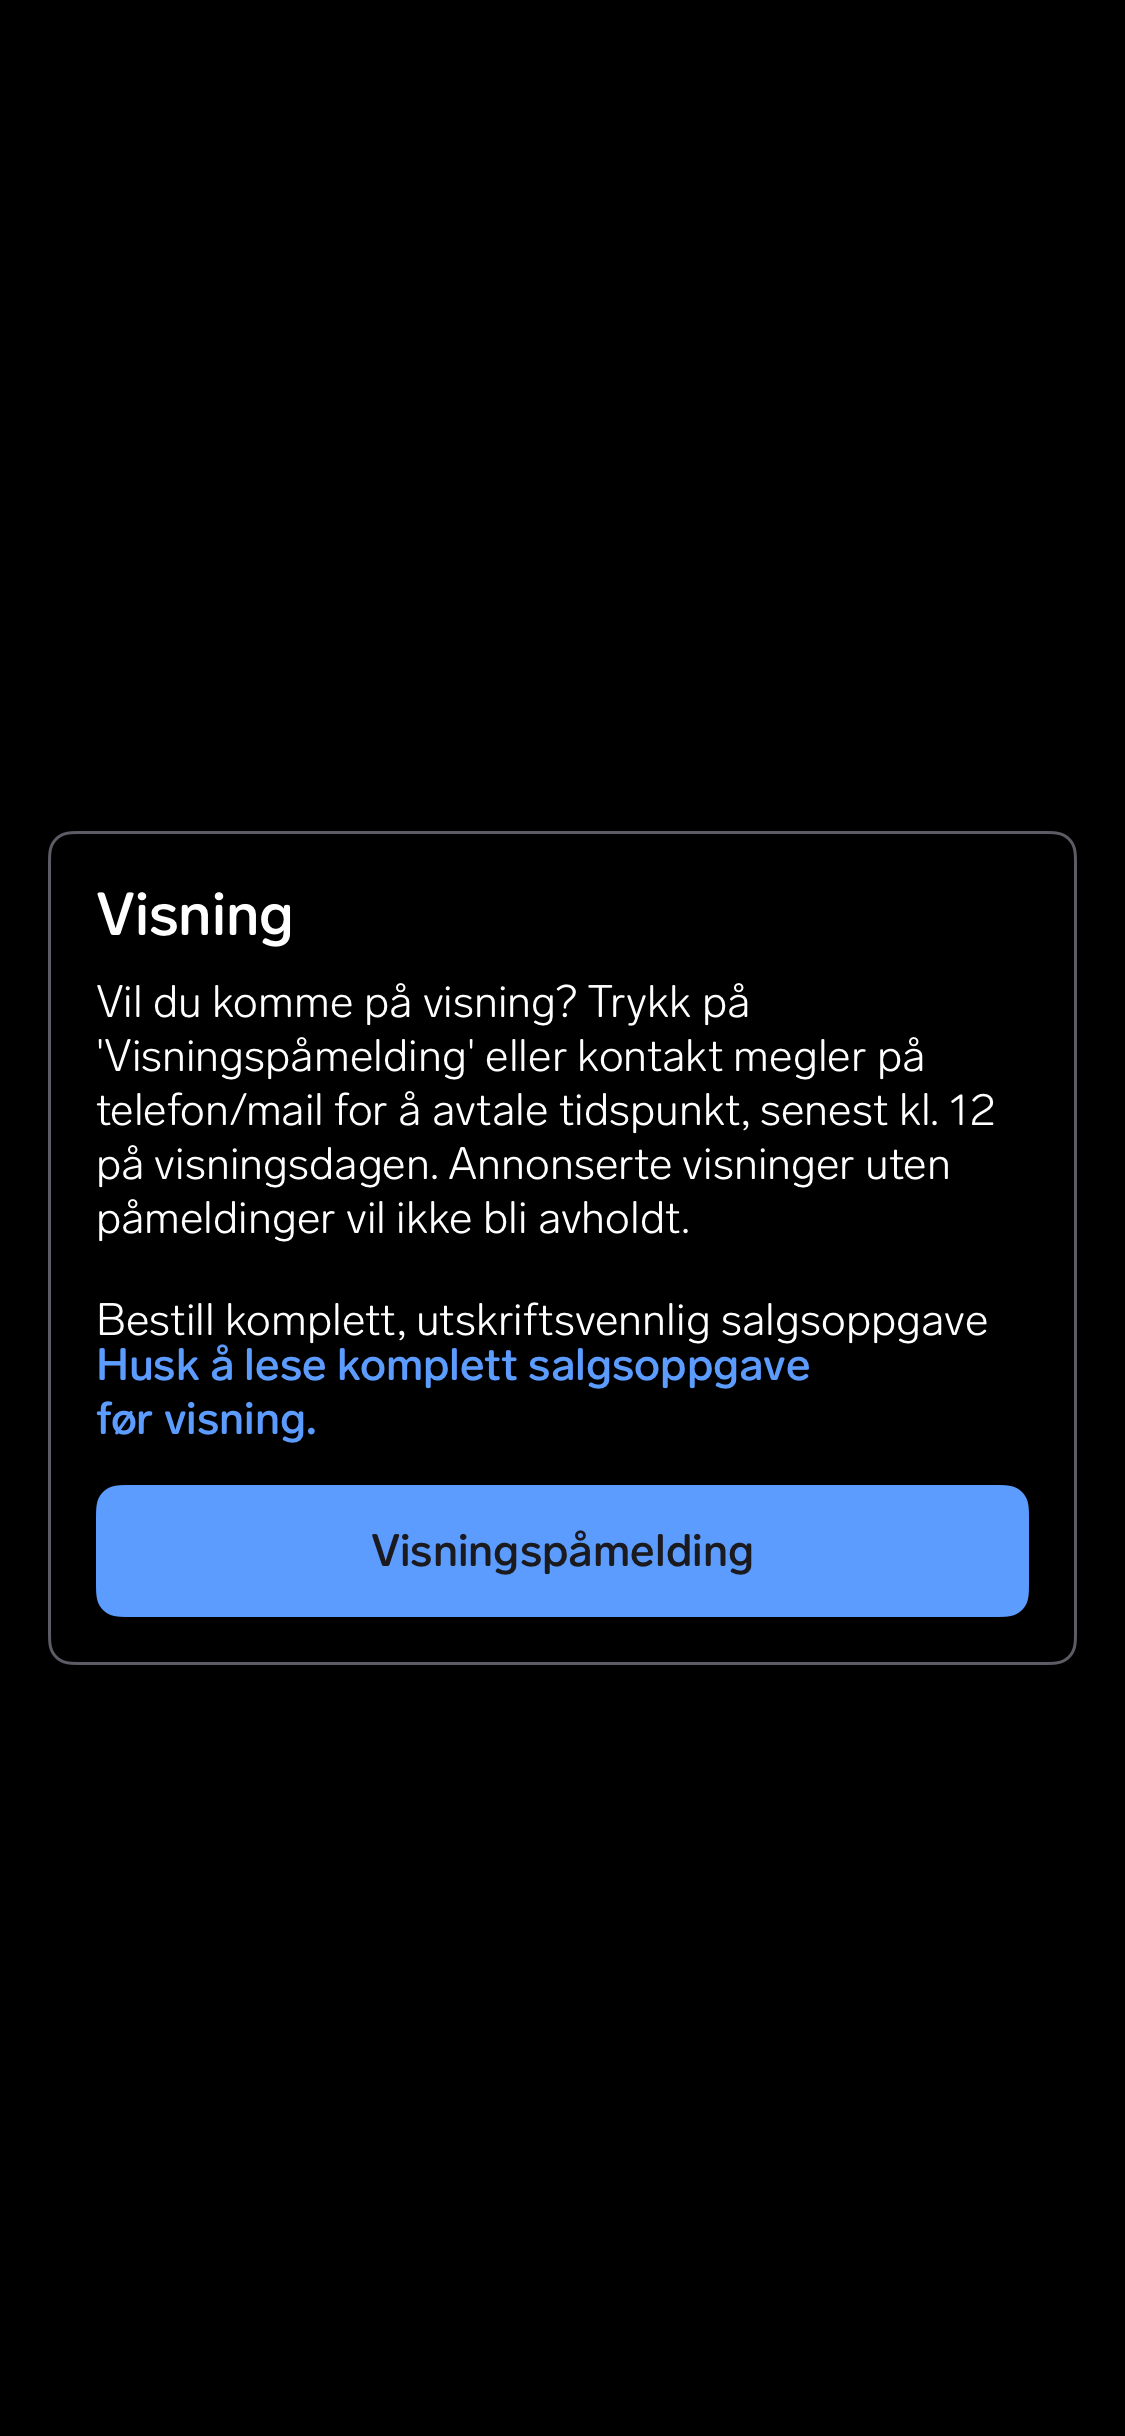 Visning
Vil du komme på visning? Trykk på
'Visningspåmelding' eller kontakt megler på
telefon/mail for å avtale tidspunkt, senest kl. 12
på visningsdagen. Annonserte visninger uten
påmeldinger vil ikke bli avholdt.
Bestill komplett, utskriftsvennlig salgsoppgave
Husk å lese komplett salgsoppgave
før visning.
Visningspåmelding